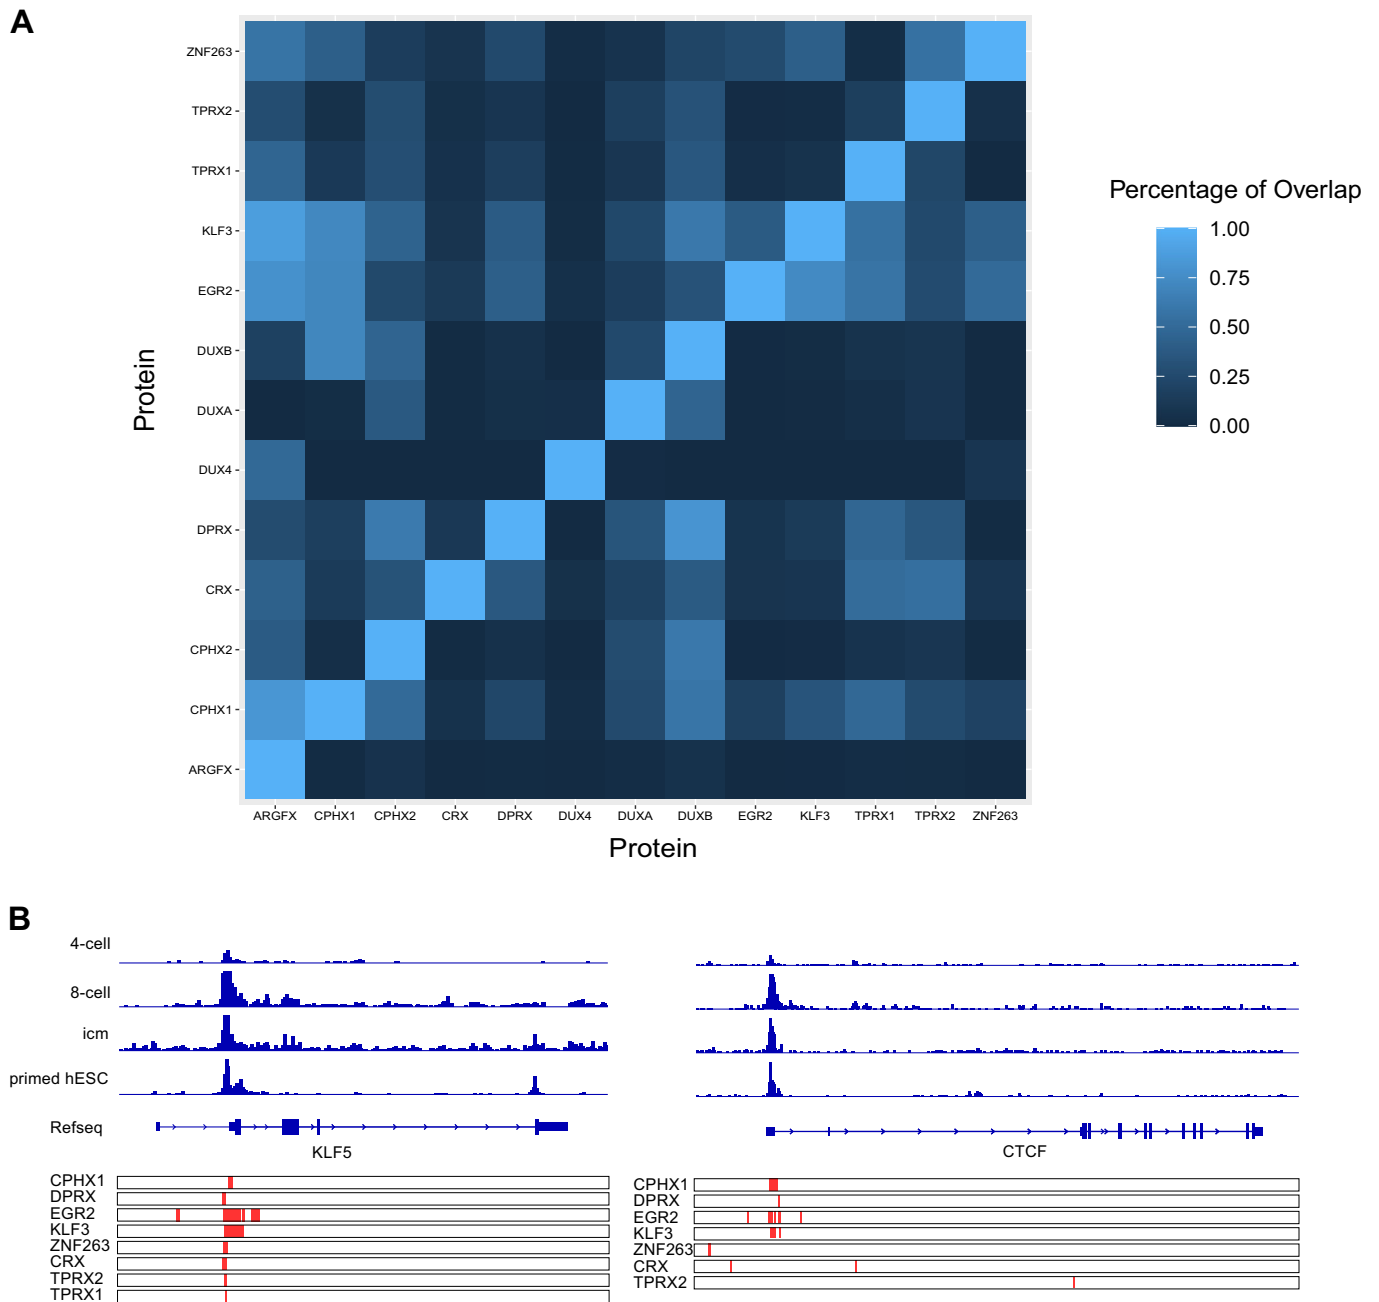 A
ZNF263
TPRX2
TPRX1
KLF3
EGR2
DUXB
DUXA
DUX4
DPRX
CRX
CPHX2
CPHX1
ARGFX
Protein
ARGFX CPHX1 CPHX2 CRX DPRX DUX4 DUXA DUXB EGR2 KLF3 TPRX1 TPRX2 ZNF263
Protein
Percentage of Overlap
1.00
0.75
0.50
0.25
0.00
B
4-cell
8-cell
icm
primed hESC
Refseq
KLF5
CTCF
CPHX1
DPRX
EGR2
KLF3
ZNF263
CRX
TPRX2
TPRX1
CPHX1
DPRX
EGR2
KLF3
ZNF263
CRX
TPRX2